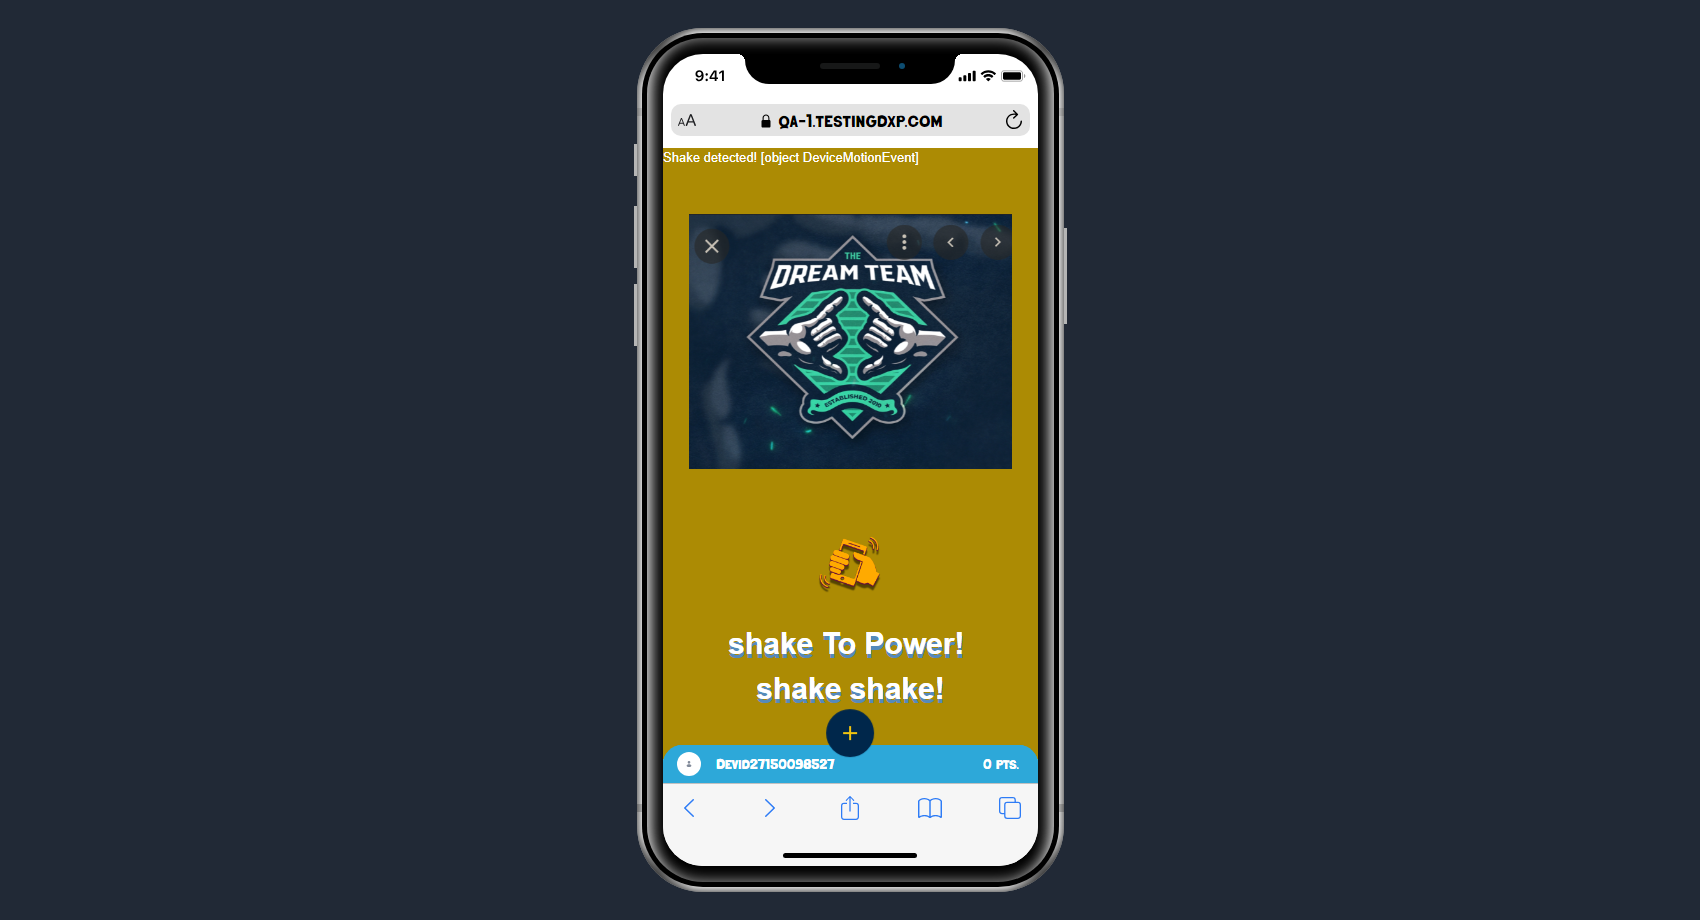 9:41
AA QA-1.TESTINGDXP.COM
Shake detected! [object DeviceMotionEvent]
THE
DREAM TEAM
ESTABLISHED 2010
shake To Power!
shake shake!
+
Devid27150098527 0 PTS.